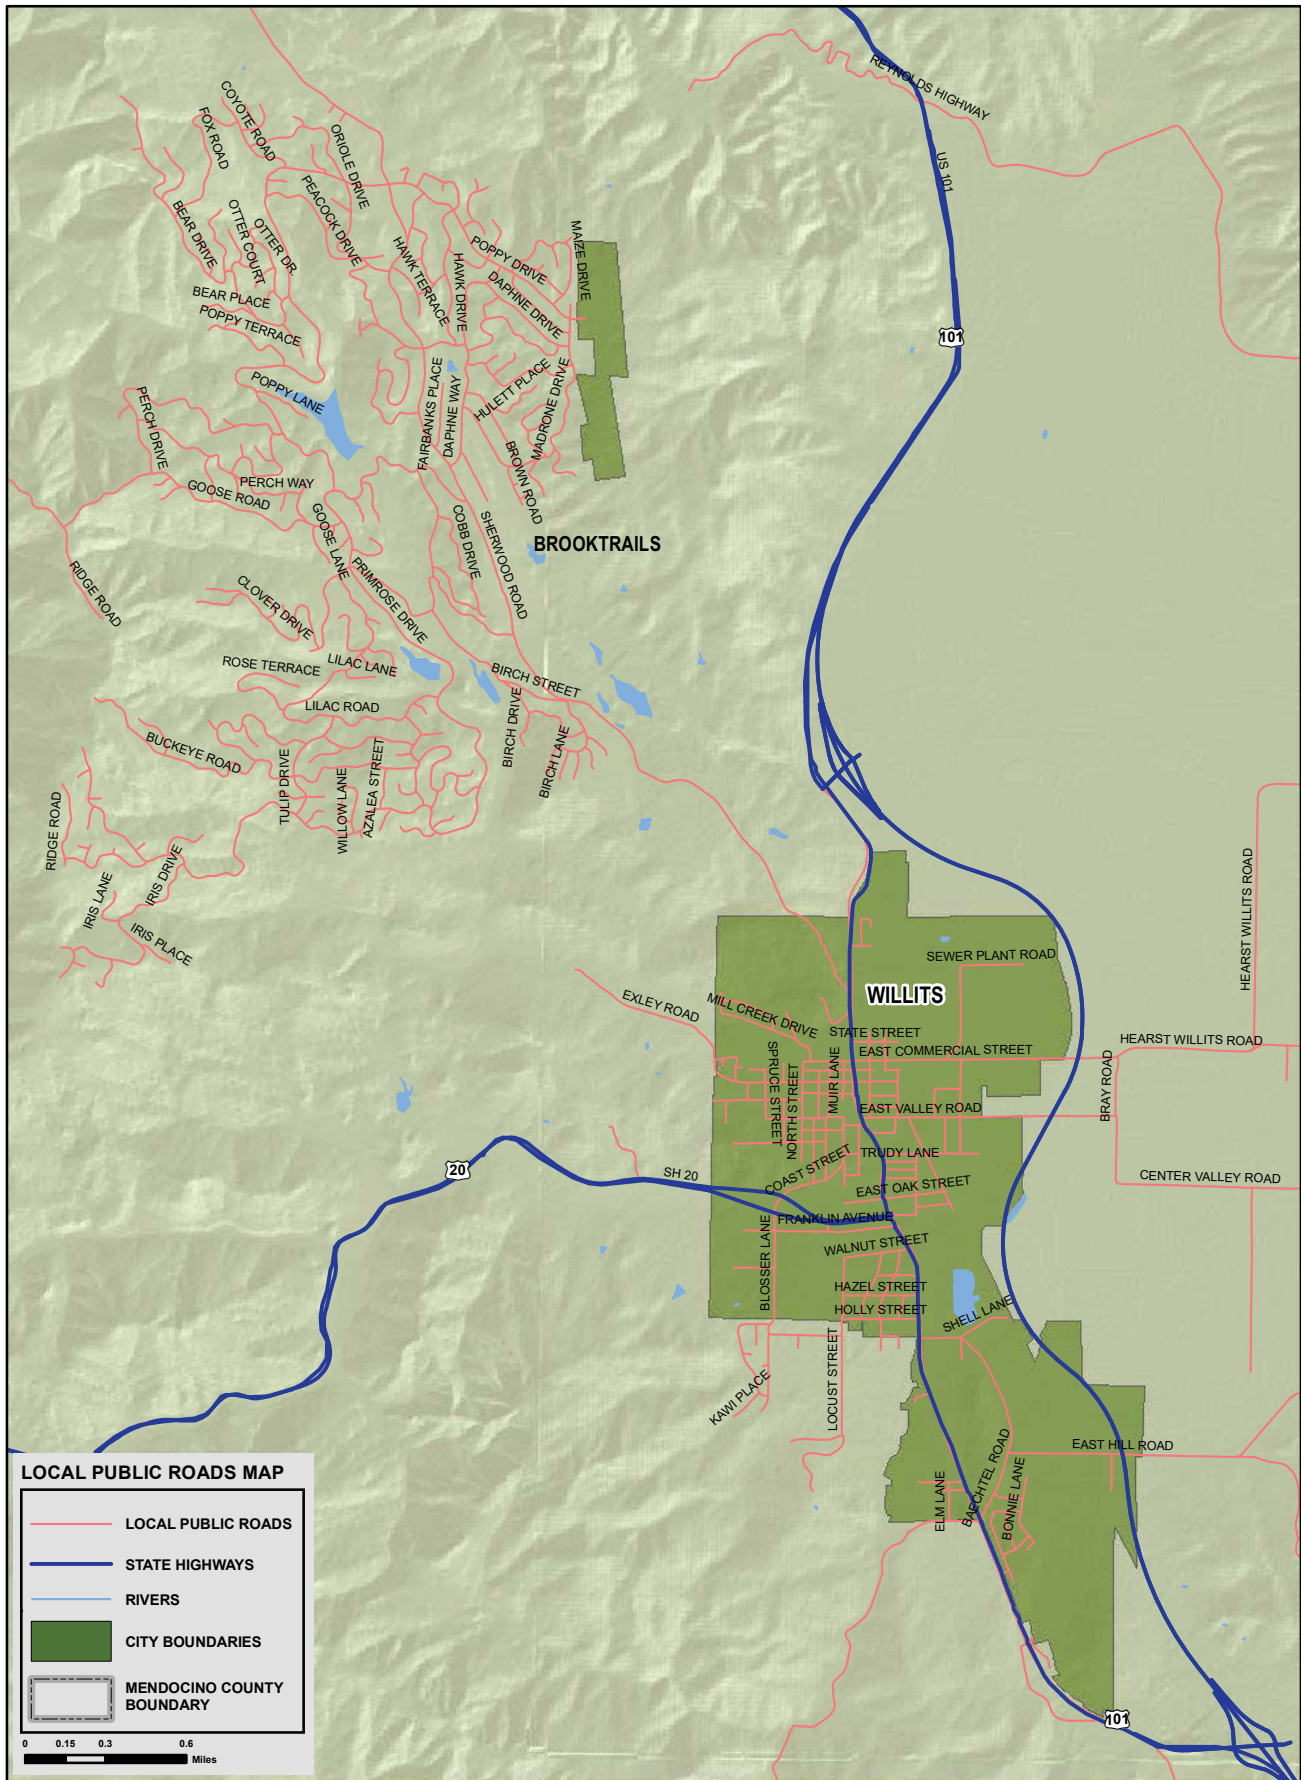 REYNOLDS HIGHWAY
US 101
101
COYOTE ROAD
FOX ROAD
ORIOLE DRIVE
PEACOCK DRIVE
BEAR DRIVE
OTTER COURT
OTTER DR.
HAWK TERRACE
HAWK DRIVE
POPPY DRIVE
DAPHNE DRIVE
MAIZE DRIVE
BEAR PLACE
POPPY TERRACE
POPPY LANE
PERCH DRIVE
FAIRBANKS PLACE
DAPHNE WAY
HULETT PLACE
MADRONE DRIVE
BROWN ROAD
PERCH WAY
GOOSE ROAD
GOOSE LANE
COBB DRIVE
SHERWOOD ROAD
BROOKTRAILS
RIDGE ROAD
CLOVER DRIVE
PRIMROSE DRIVE
ROSE TERRACE
LILAC LANE
LILAC ROAD
BIRCH STREET
BIRCH DRIVE
BIRCH LANE
BUCKEYE ROAD
TULIP DRIVE
WILLOW LANE
AZALEA STREET
RIDGE ROAD
IRIS LANE
IRIS DRIVE
IRIS PLACE
HEARST WILLITS ROAD
SEWER PLANT ROAD
WILLITS
EXLEY ROAD
MILL CREEK DRIVE
STATE STREET
EAST COMMERCIAL STREET
HEARST WILLITS ROAD
SPRUCE STREET
NORTH STREET
MUIR LANE
EAST VALLEY ROAD
BRAY ROAD
TRUDY LANE
COAST STREET
EAST OAK STREET
CENTER VALLEY ROAD
20
SH 20
FRANKLIN AVENUE
BLOSSER LANE
WALNUT STREET
HAZEL STREET
HOLLY STREET
SHELL LANE
KAWI PLACE
LOCUST STREET
EAST HILL ROAD
BAECHTEL ROAD
BONNIE LANE
ELM LANE
101
LOCAL PUBLIC ROADS MAP
LOCAL PUBLIC ROADS
STATE HIGHWAYS
RIVERS
CITY BOUNDARIES
MENDOCINO COUNTY
BOUNDARY
0 0.15 0.3 0.6
Miles